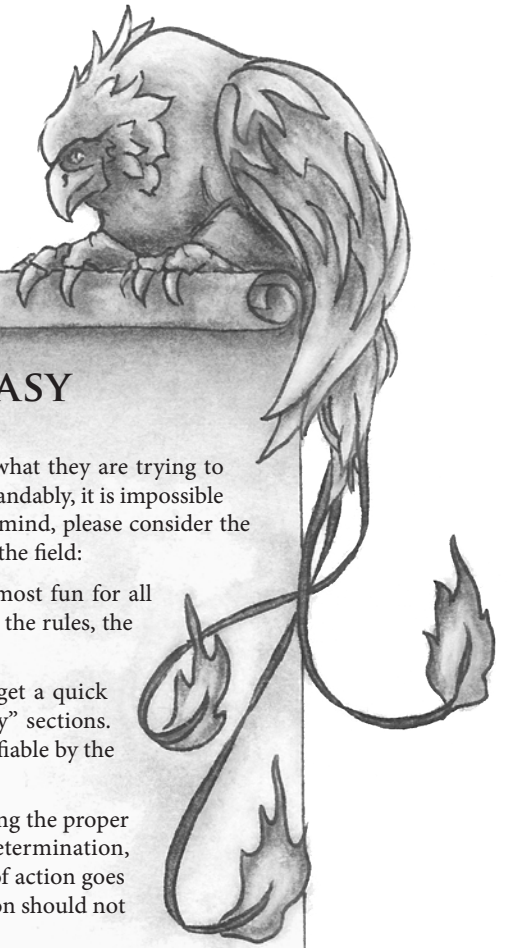 ASY
what they are trying to
andably, it is impossible
mind, please consider the
the field:
most fun for all
the rules, the
get a quick
y” sections.
fiable by the
ng the proper
etermination,
of action goes
on should not